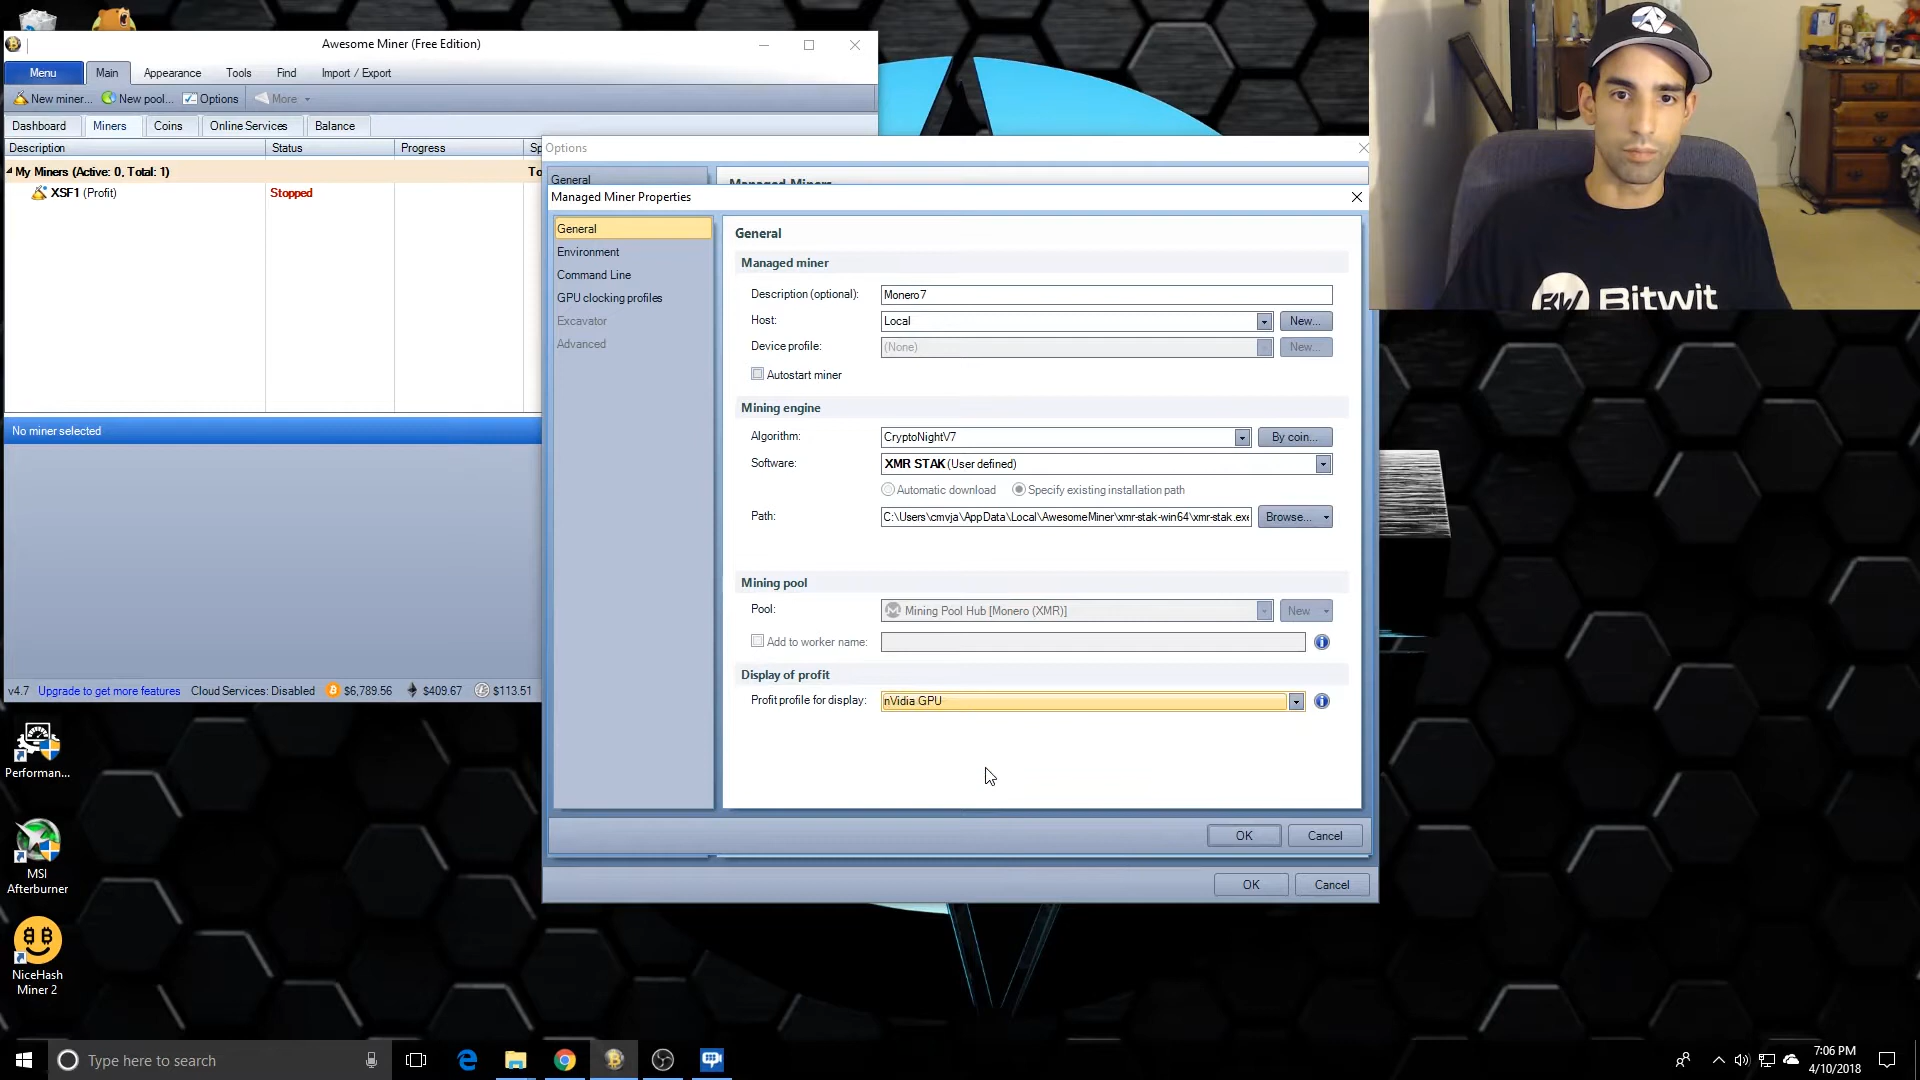 Awesome Miner (Free Edition)
Menu Main Appearance Tools Find Import / Export
New miner... New pool... Options More
Dashboard Miners Coins Online Services Balance
Description Status Progress Sp
My Miners (Active: 0, Total: 1) To
XSF1 (Profit) Stopped
No miner selected
v4.7 Upgrade to get more features Cloud Services: Disabled $6,789.56 $409.67 $113.51
Options
General
Managed Miners
Managed Miner Properties
General
Environment
Command Line
GPU clocking profiles
Excavator
Advanced
General
Managed miner
Description (optional): Monero7
Host: Local New...
Device profile: (None) New...
Autostart miner
Mining engine
Algorithm: CryptoNightV7 By coin...
Software: XMR STAK (User defined)
Automatic download Specify existing installation path
Path: C:\Users\cmvja\AppData\Local\AwesomeMiner\xmr-stak-win64\xmr-stak.exe Browse...
Mining pool
Pool: Mining Pool Hub [Monero (XMR)] New
Add to worker name:
Display of profit
Profit profile for display: nVidia GPU
OK Cancel
OK Cancel
BW Bitwit
Performan...
MSI
Afterburner
NiceHash
Miner 2
Type here to search
7:06 PM
4/10/2018